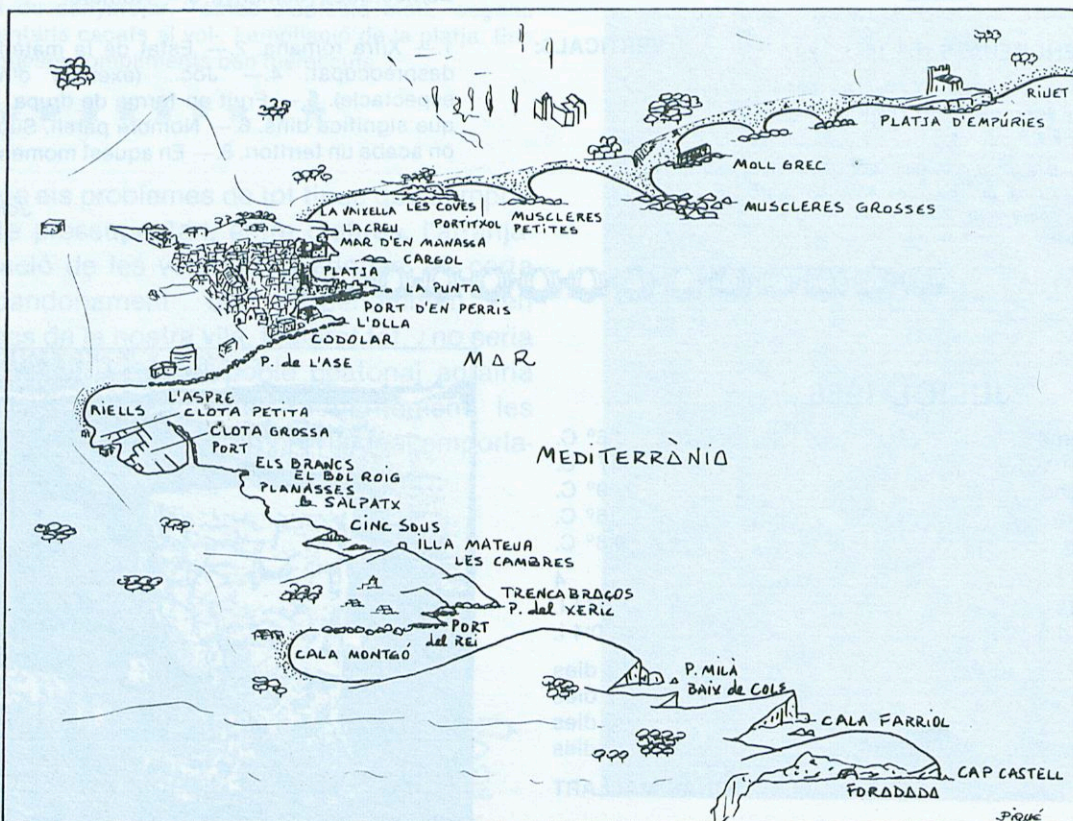 RIUET
PLATJA D'EMPÚRIES
MOLL GREC
MUSCLERES GROSSES
MUSCLERES
PETITES
PORTITXOL
LES COVES
LA VAIXELLA
LA CREU
MAR D'EN MANASSA
CARGOL
PLATJA
LA PUNTA
PORT D'EN PERRIS
L'OLLA
CODOLAR
P. de L'ASE
MAR
MEDITERRÀNIA
L'ASPRE
RIELLS
CLOTA PETITA
CLOTA GROSSA
PORT
ELS BRANCS
EL BOL ROIG
PLANASSES
SALPATX
CINC SOUS
ILLA MATEUA
LES CAMBRES
TRENCABRAÇOS
P. del XERIC
PORT
del REI
CALA MONTGÓ
P. MILÀ
BAIX de COLE
CALA FARRIOL
CAP CASTELL
FORADADA
PIQUÉ